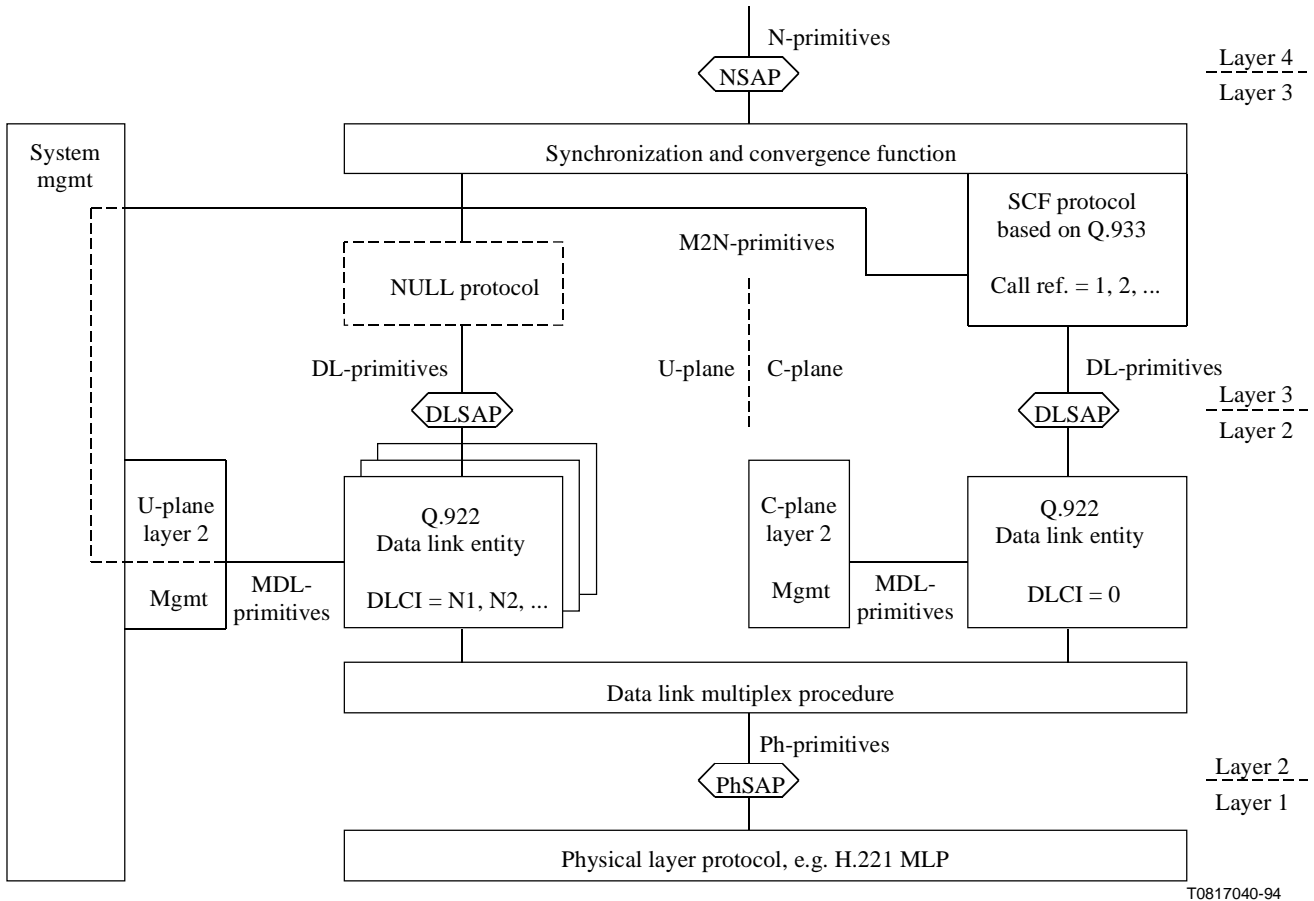 N-primitives
NSAP
Layer 4
Layer 3
System
mgmt
Synchronization and convergence function
SCF protocol
based on Q.933
Call ref. = 1, 2, ...
M2N-primitives
NULL protocol
U-plane
C-plane
DL-primitives
DL-primitives
DLSAP
DLSAP
Layer 3
Layer 2
U-plane
layer 2
Mgmt
MDL-
primitives
Q.922
Data link entity
DLCI = N1, N2, ...
C-plane
layer 2
Mgmt
MDL-
primitives
Q.922
Data link entity
DLCI = 0
Data link multiplex procedure
Ph-primitives
PhSAP
Layer 2
Layer 1
Physical layer protocol, e.g. H.221 MLP
T0817040-94